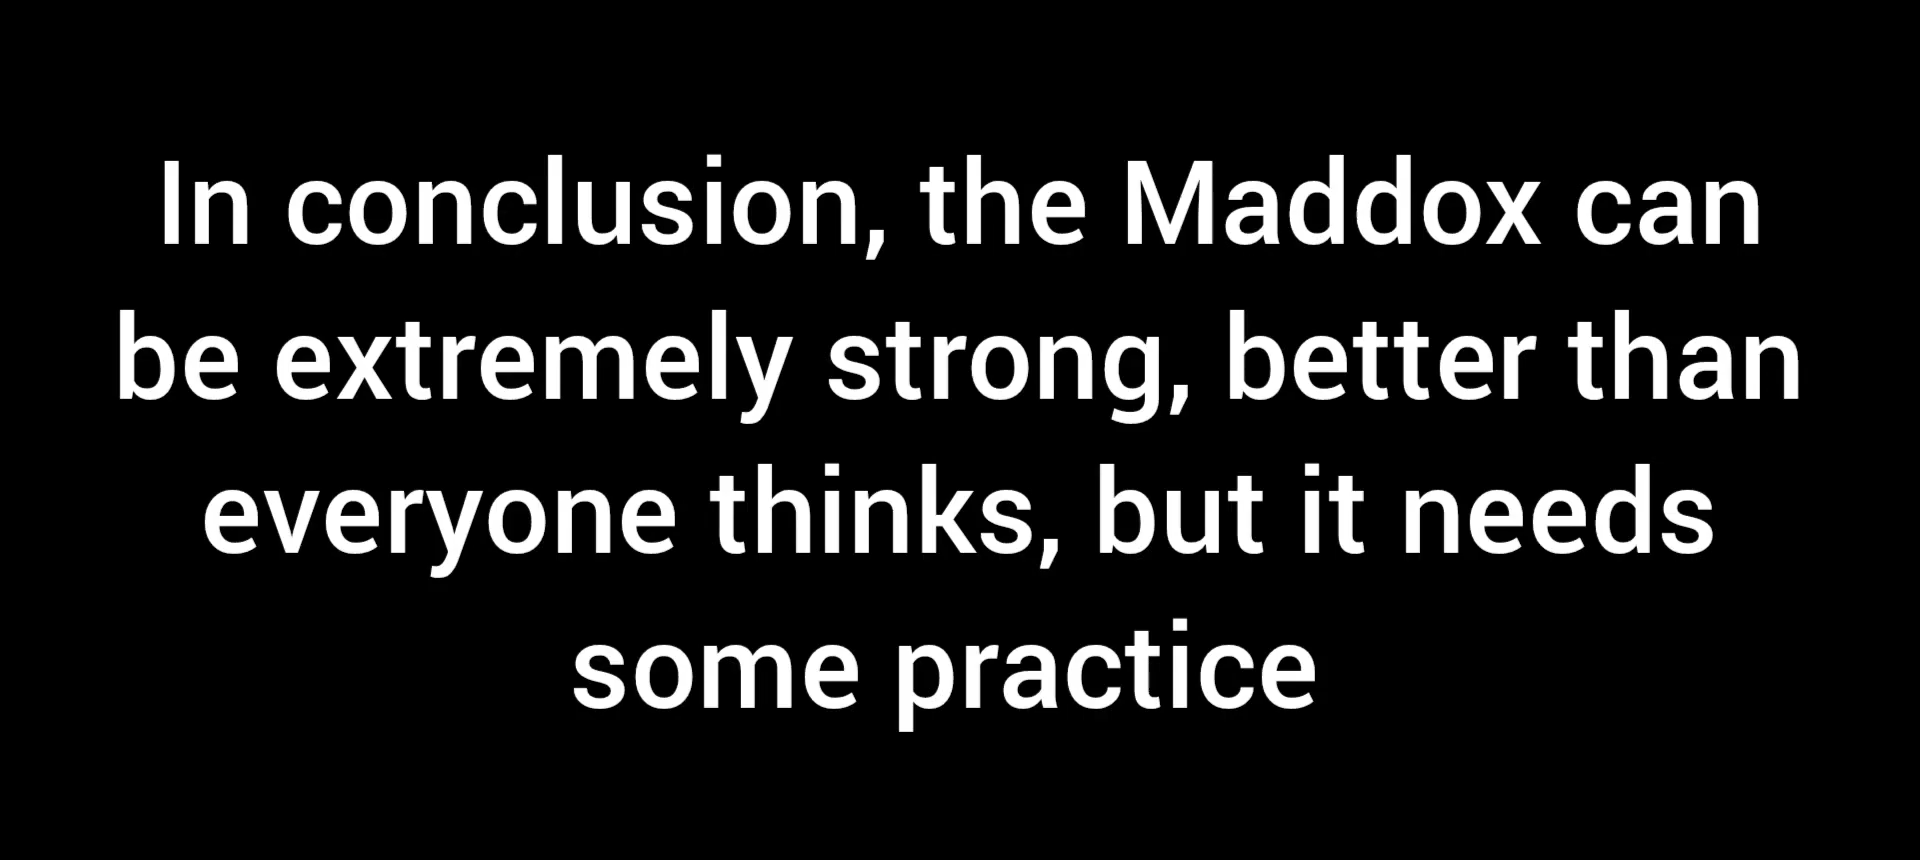 In conclusion, the Maddox can
be extremely strong, better than
everyone thinks, but it needs
some practice